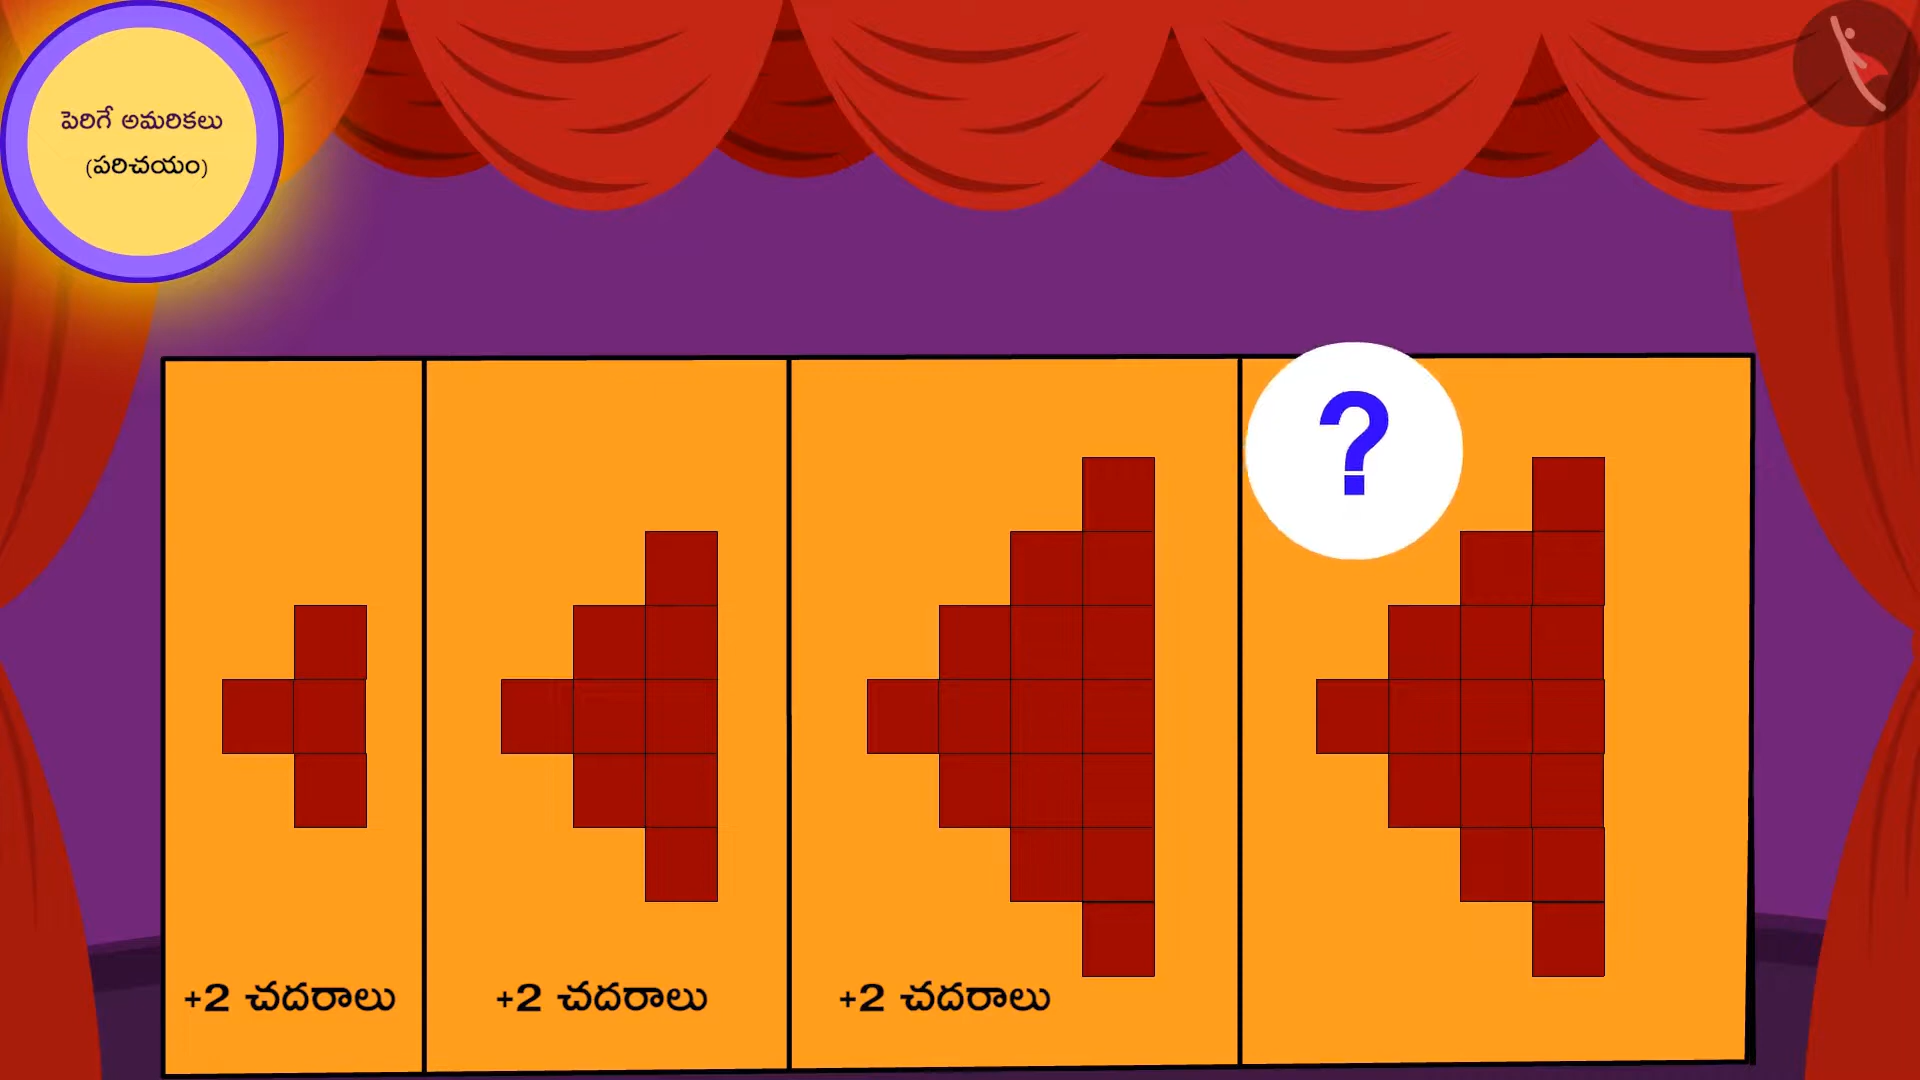 పెరిగే అమరికలు
(పరిచయం)
?
+2 చదరాలు
+2 చదరాలు
+2 చదరాలు